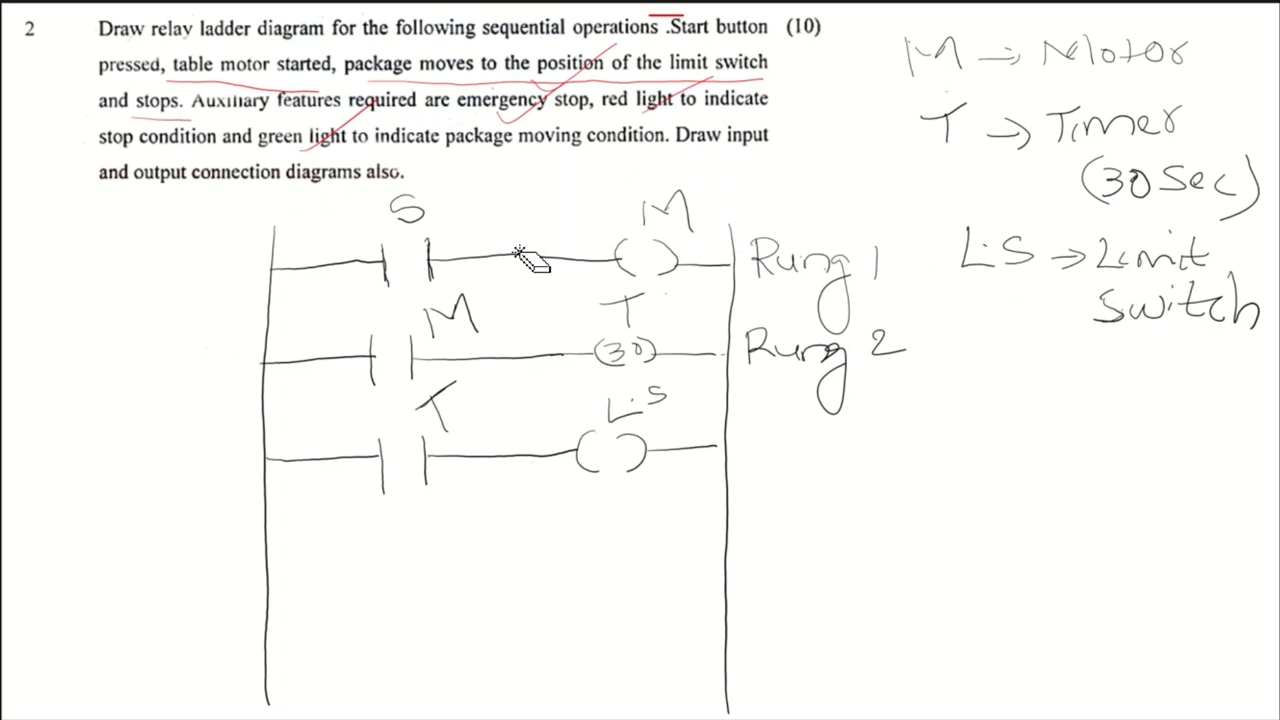 2 Draw relay ladder diagram for the following sequential operations .Start button (10)
pressed, table motor started, package moves to the position of the limit switch
and stops. Auxiliary features required are emergency stop, red light to indicate
stop condition and green light to indicate package moving condition. Draw input
and output connection diagrams also.
M → Motor
T → Timer
(30 Sec)
L.S → Limit
Switch
S M
Rung 1
M T
(30)
Rung 2
T L.S